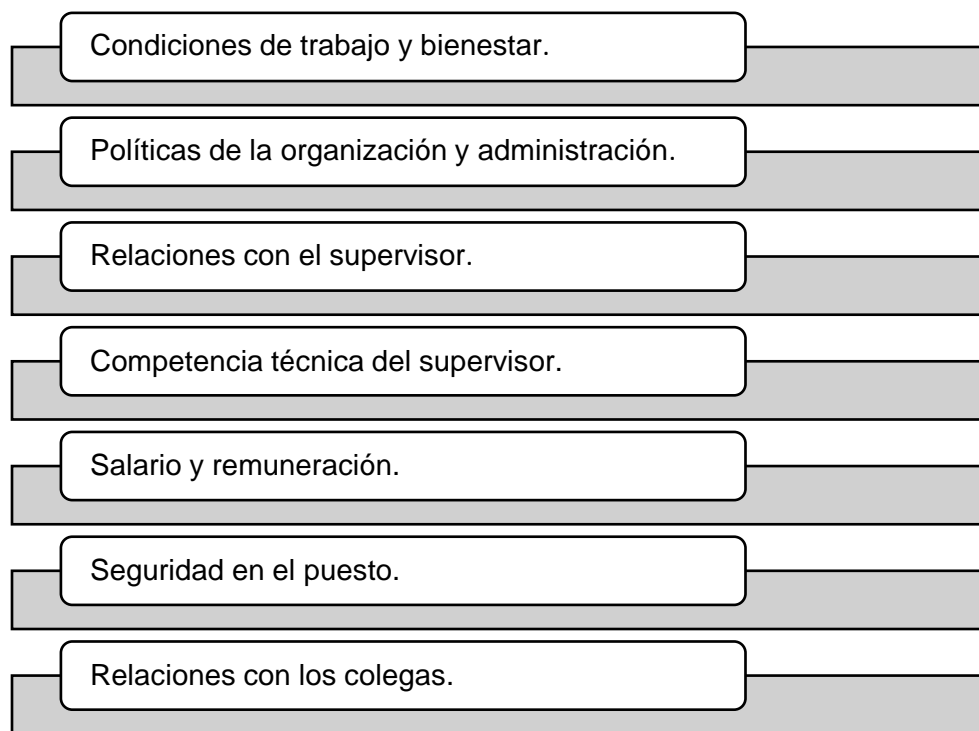 Condiciones de trabajo y bienestar.
Políticas de la organización y administración.
Relaciones con el supervisor.
Competencia técnica del supervisor.
Salario y remuneración.
Seguridad en el puesto.
Relaciones con los colegas.